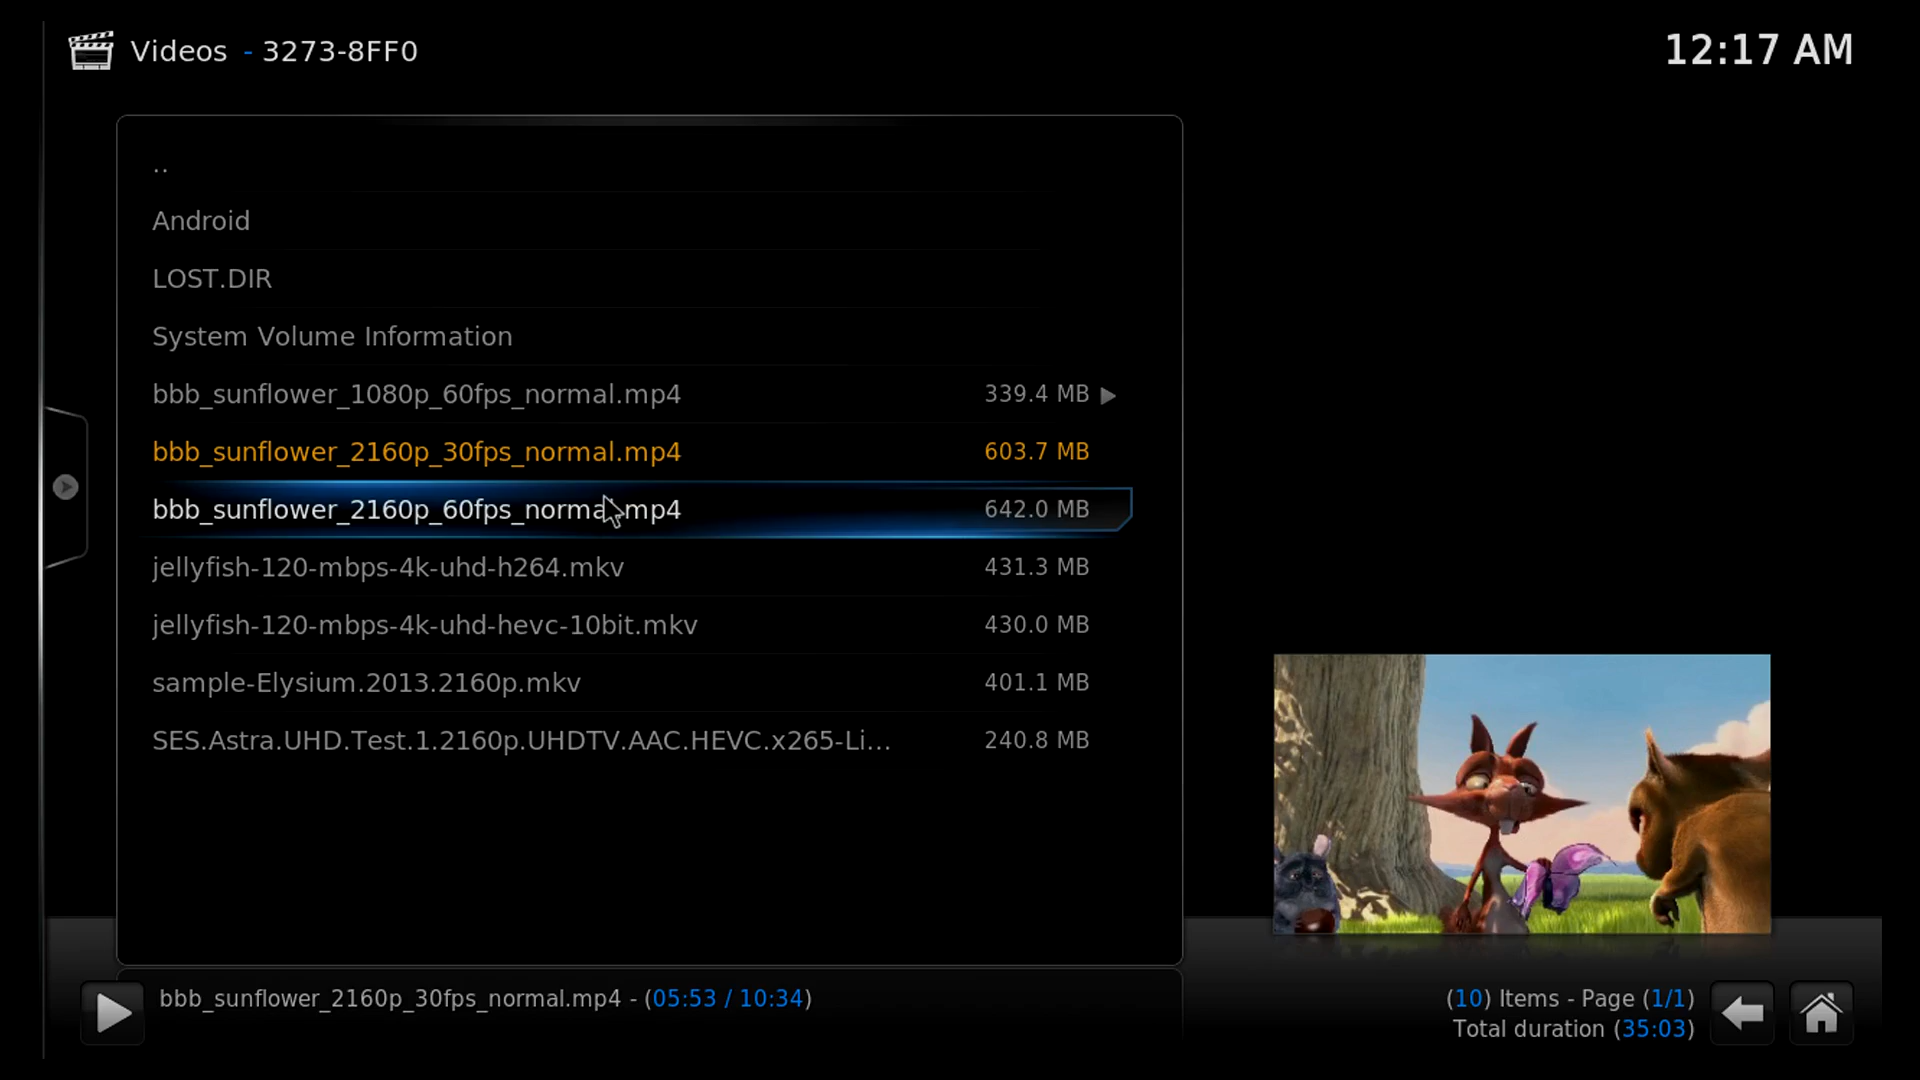 Videos - 3273-8FF0
12:17 AM
..
Android
LOST.DIR
System Volume Information
bbb_sunflower_1080p_60fps_normal.mp4 339.4 MB
bbb_sunflower_2160p_30fps_normal.mp4 603.7 MB
bbb_sunflower_2160p_60fps_normal.mp4 642.0 MB
jellyfish-120-mbps-4k-uhd-h264.mkv 431.3 MB
jellyfish-120-mbps-4k-uhd-hevc-10bit.mkv 430.0 MB
sample-Elysium.2013.2160p.mkv 401.1 MB
SES.Astra.UHD.Test.1.2160p.UHDTV.AAC.HEVC.x265-Li... 240.8 MB
bbb_sunflower_2160p_30fps_normal.mp4 - (05:53 / 10:34)
(10) Items - Page (1/1)
Total duration (35:03)